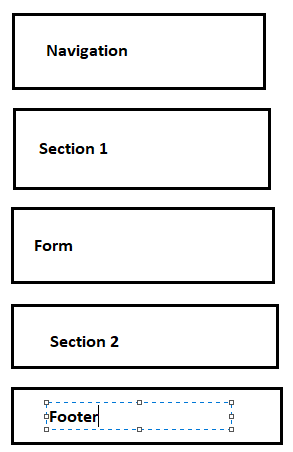 Navigation
Section 1
Form
Section 2
Footer